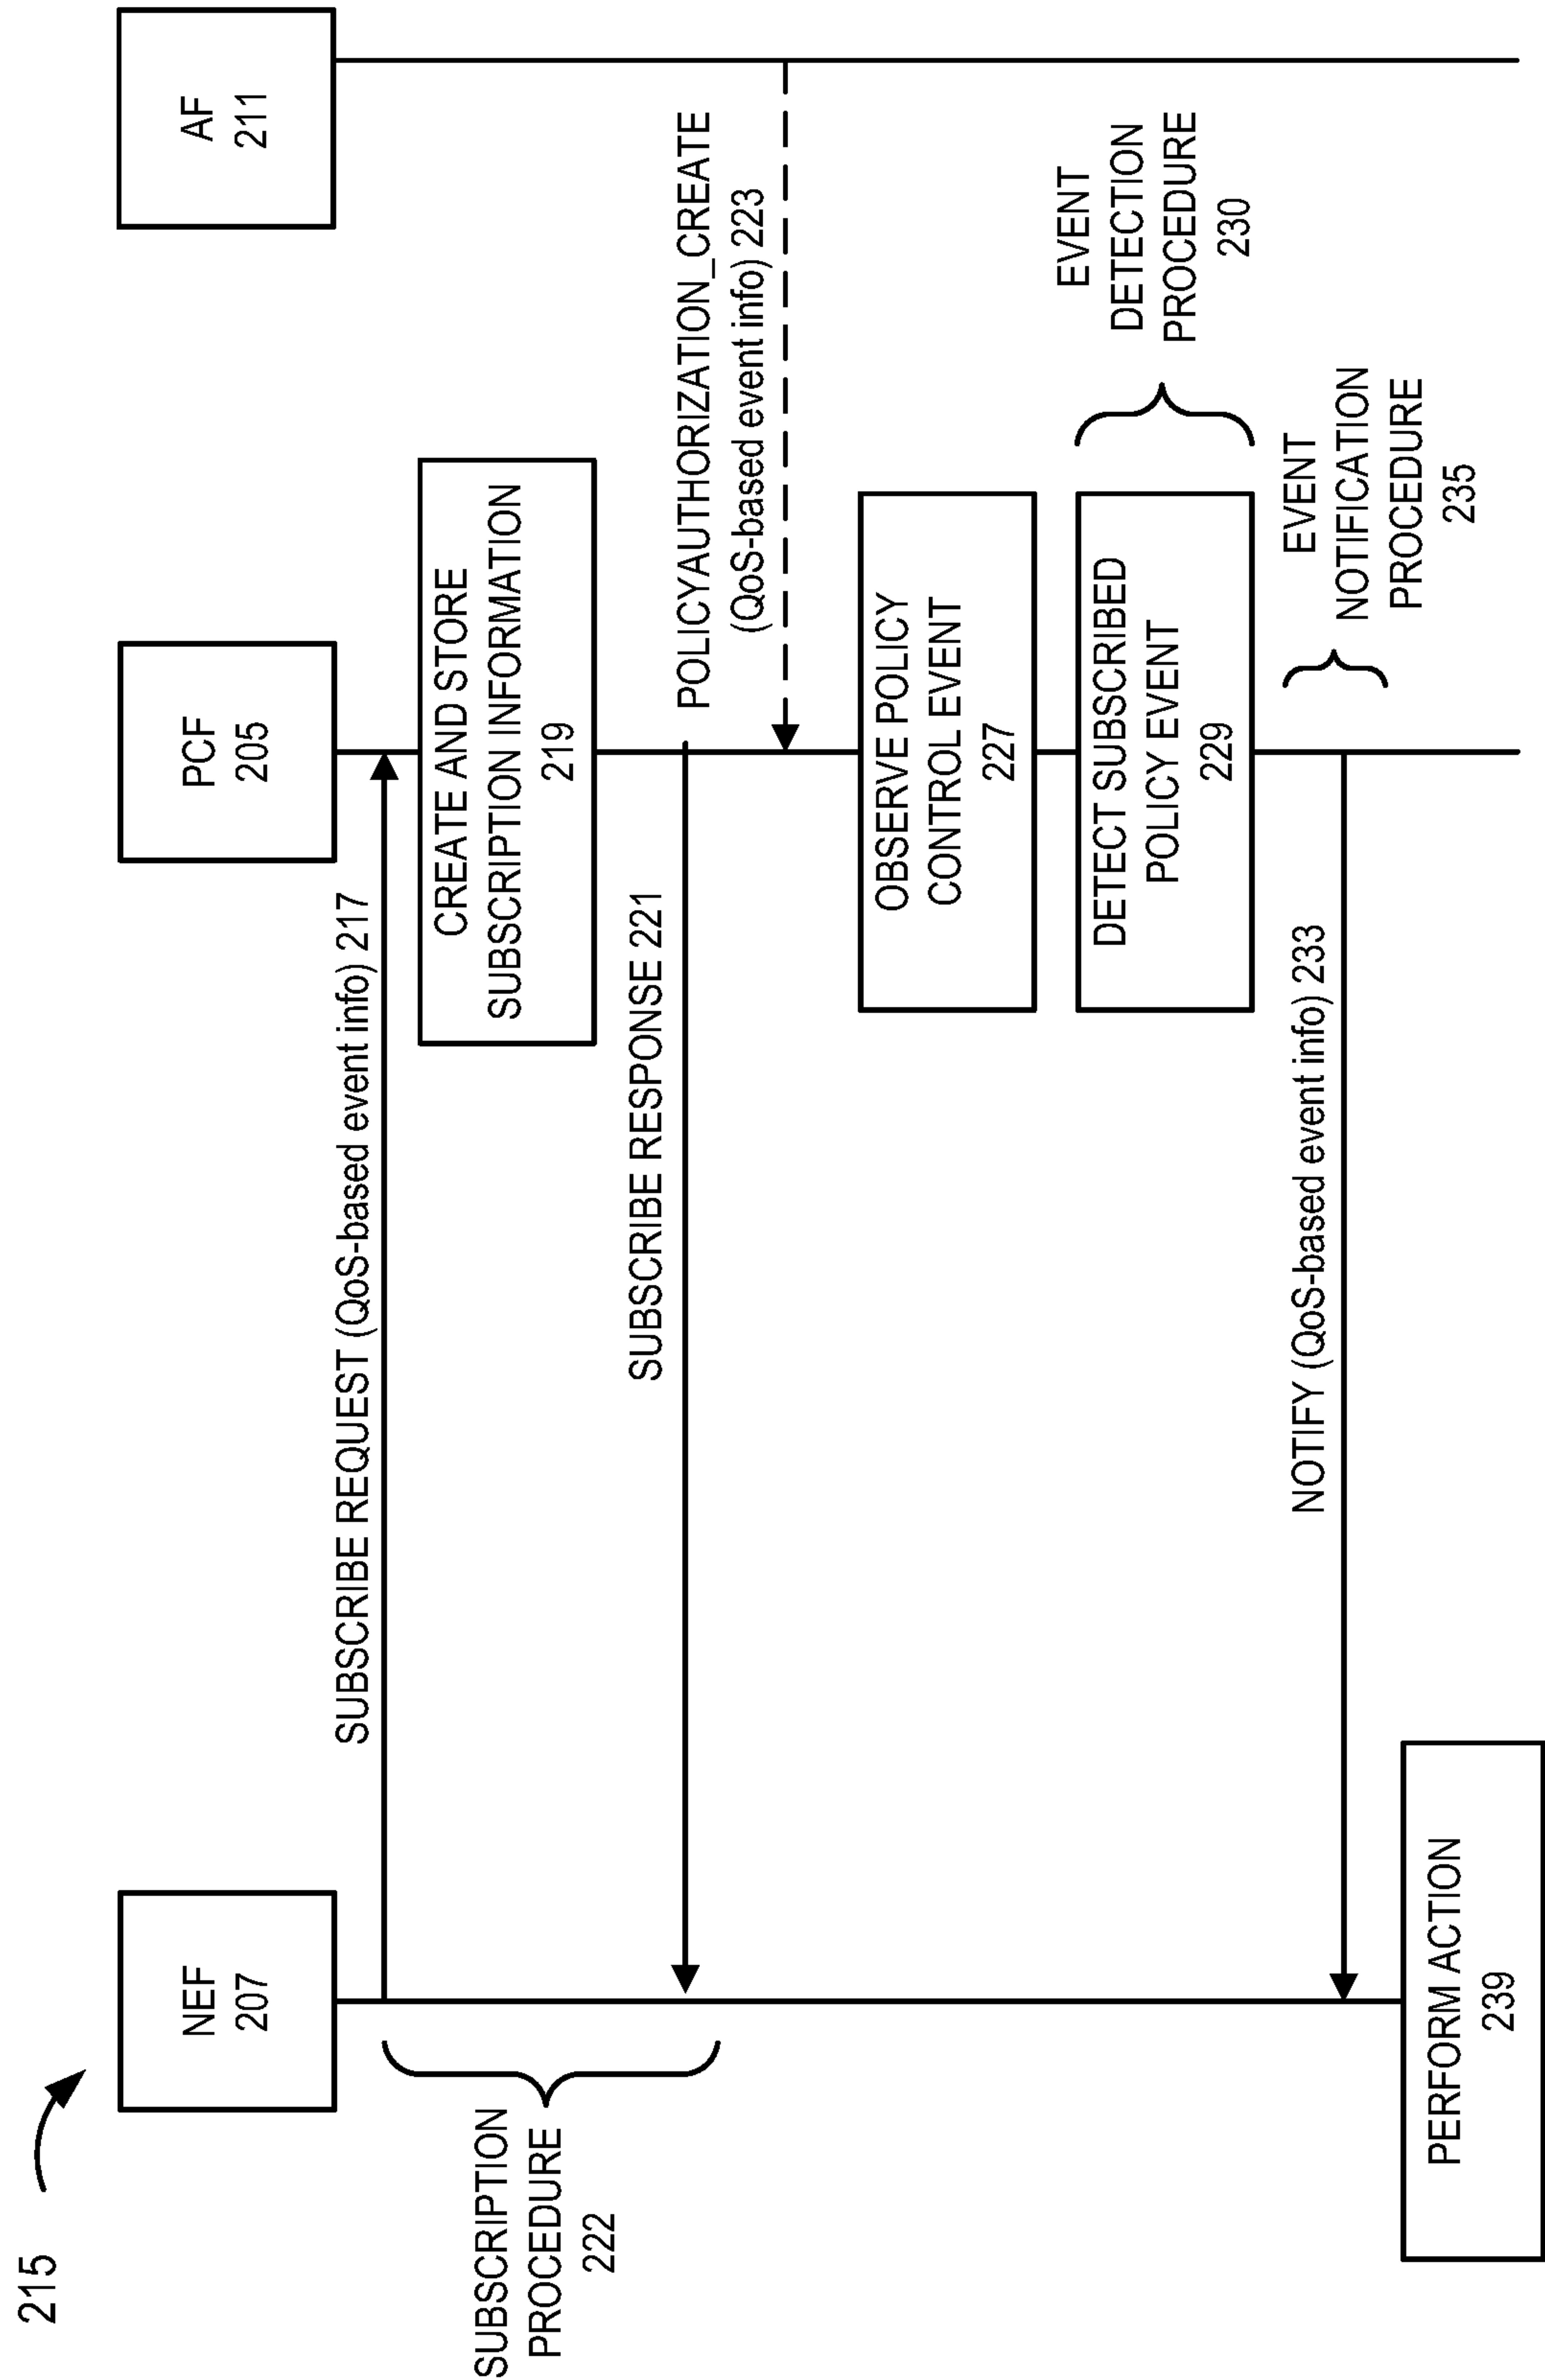 215
NEF
207
PCF
205
AF
211
SUBSCRIBE REQUEST (QoS-based event info) 217
CREATE AND STORE
SUBSCRIPTION INFORMATION
219
SUBSCRIPTION
PROCEDURE
222
SUBSCRIBE RESPONSE 221
POLICYAUTHORIZATION_CREATE
(QoS-based event info) 223
OBSERVE POLICY
CONTROL EVENT
227
DETECT SUBSCRIBED
POLICY EVENT
229
EVENT
DETECTION
PROCEDURE
230
NOTIFY (QoS-based event info) 233
EVENT
NOTIFICATION
PROCEDURE
235
PERFORM ACTION
239